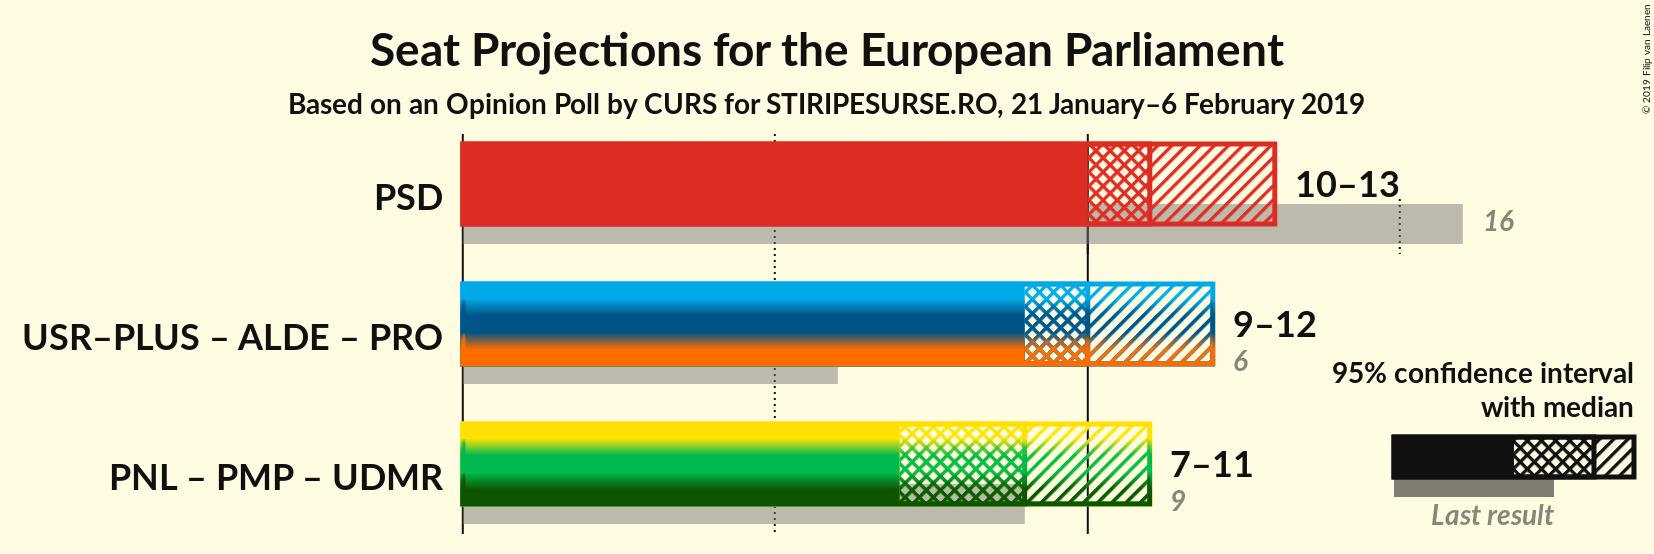 Seat Projections for the European Parliament
Based on an Opinion Poll by CURS for STIRIPESURSE.RO, 21 January–6 February 2019
© 2019 Filip van Laenen
PSD
10–13
16
USR–PLUS – ALDE – PRO
9–12
6
PNL – PMP – UDMR
7–11
9
95% confidence interval
with median
Last result